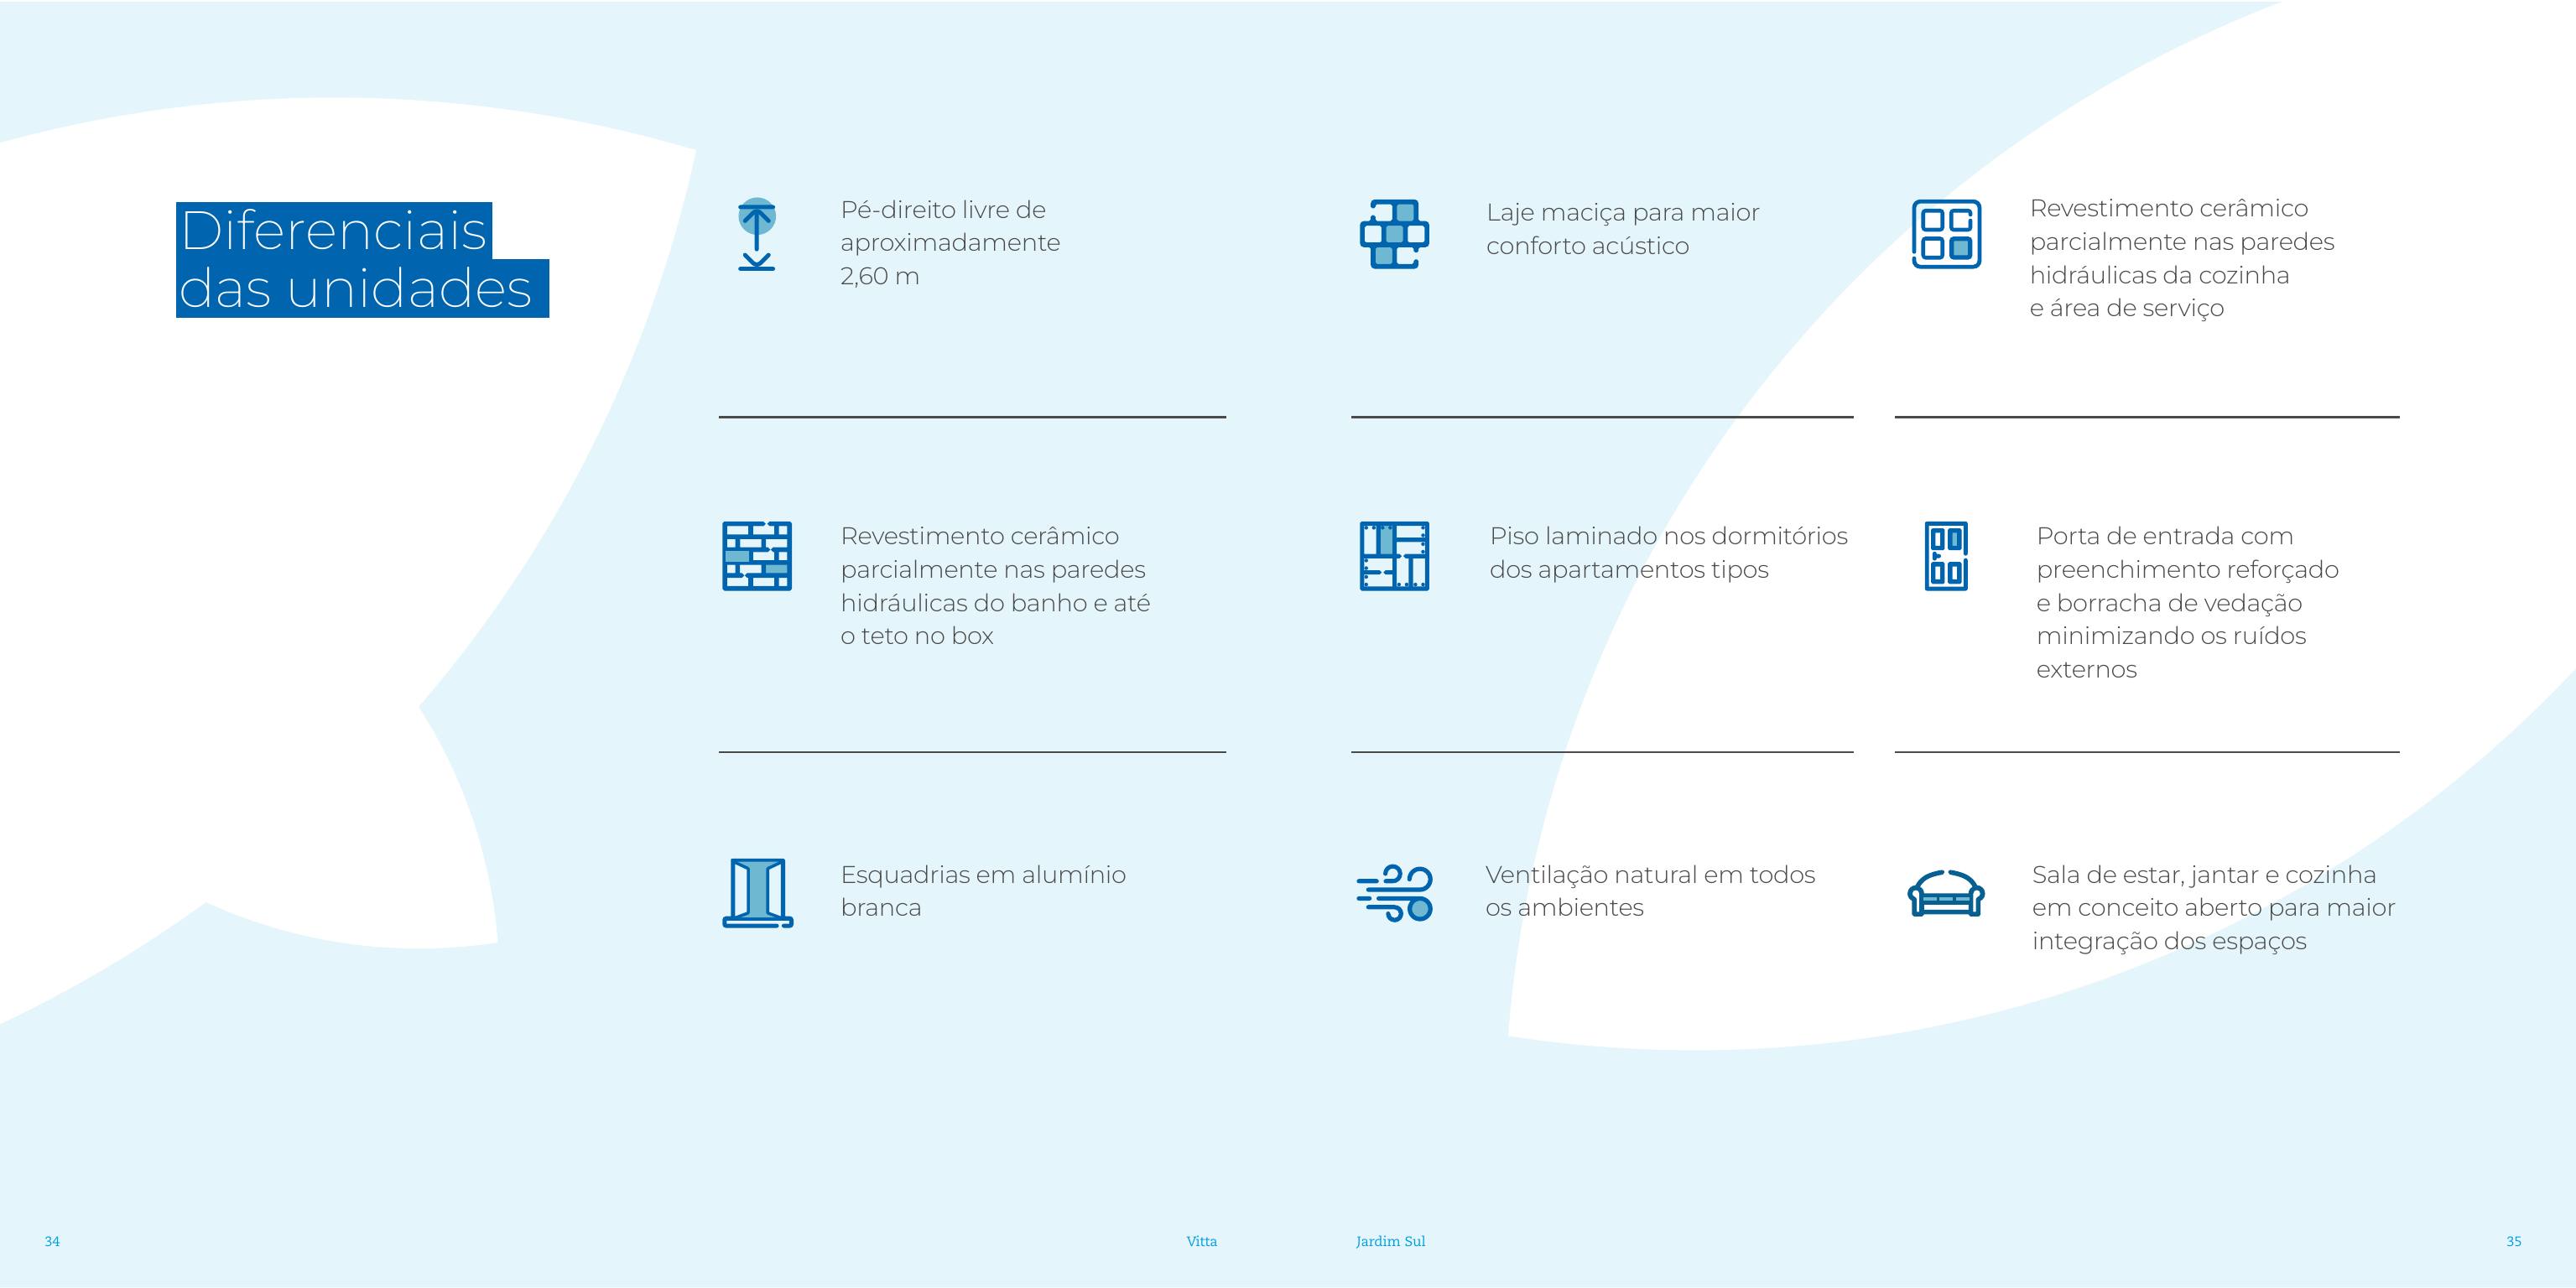 Diferenciais
das unidades
Pé-direito livre de
aproximadamente
2,60 m
Laje maciça para maior
conforto acústico
Revestimento cerâmico
parcialmente nas paredes
hidráulicas da cozinha
e área de serviço
Revestimento cerâmico
parcialmente nas paredes
hidráulicas do banho e até
o teto no box
Piso laminado nos dormitórios
dos apartamentos tipos
Porta de entrada com
preenchimento reforçado
e borracha de vedação
minimizando os ruídos
externos
Esquadrias em alumínio
branca
Ventilação natural em todos
os ambientes
Sala de estar, jantar e cozinha
em conceito aberto para maior
integração dos espaços
34
Vitta
Jardim Sul
35